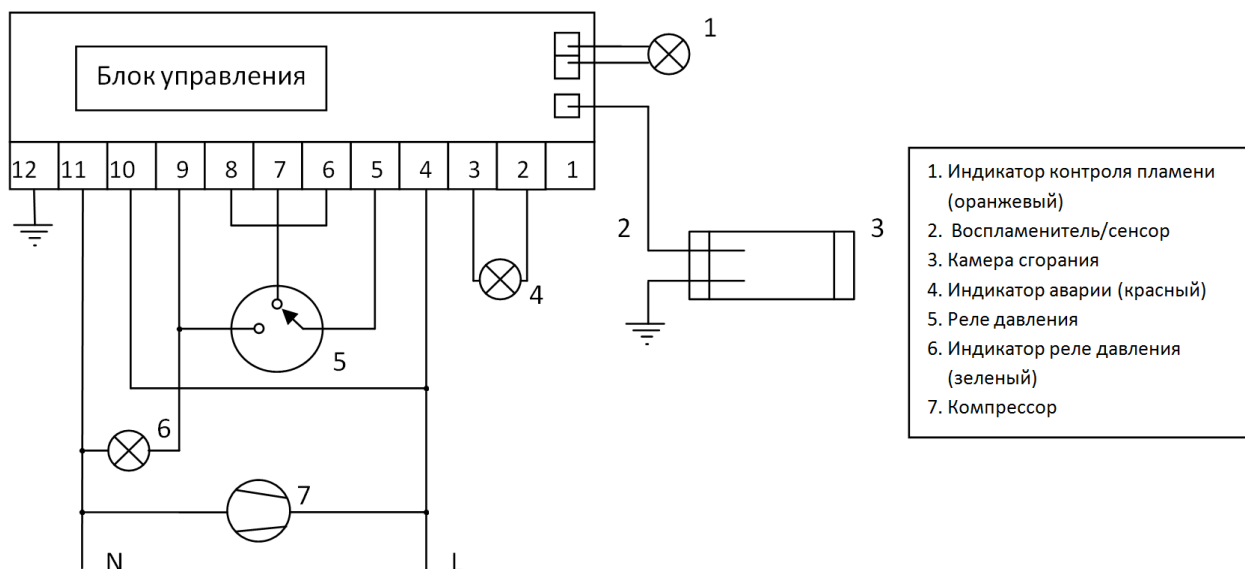 1
Блок управления
12 11 10 9 8 7 6 5 4 3 2 1
2
3
4
5
6
7
N
L
1. Индикатор контроля пламени
(оранжевый)
2. Воспламенитель/сенсор
3. Камера сгорания
4. Индикатор аварии (красный)
5. Реле давления
6. Индикатор реле давления
(зеленый)
7. Компрессор